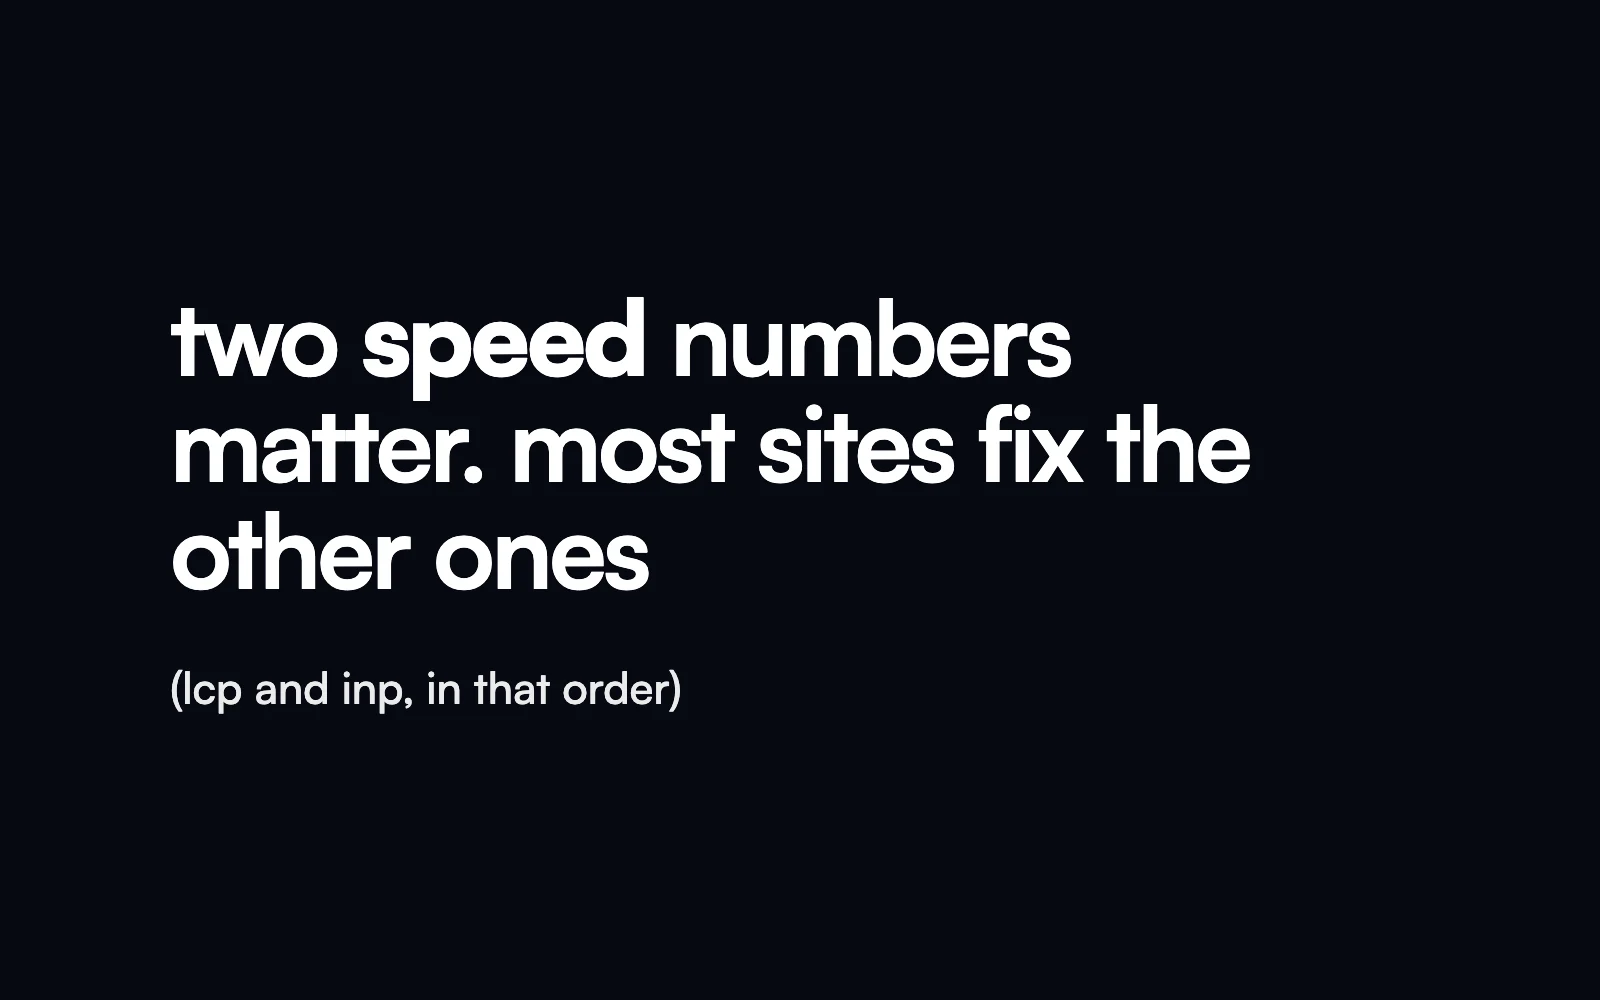 two speed numbers
matter. most sites fix the
other ones
(lcp and inp, in that order)